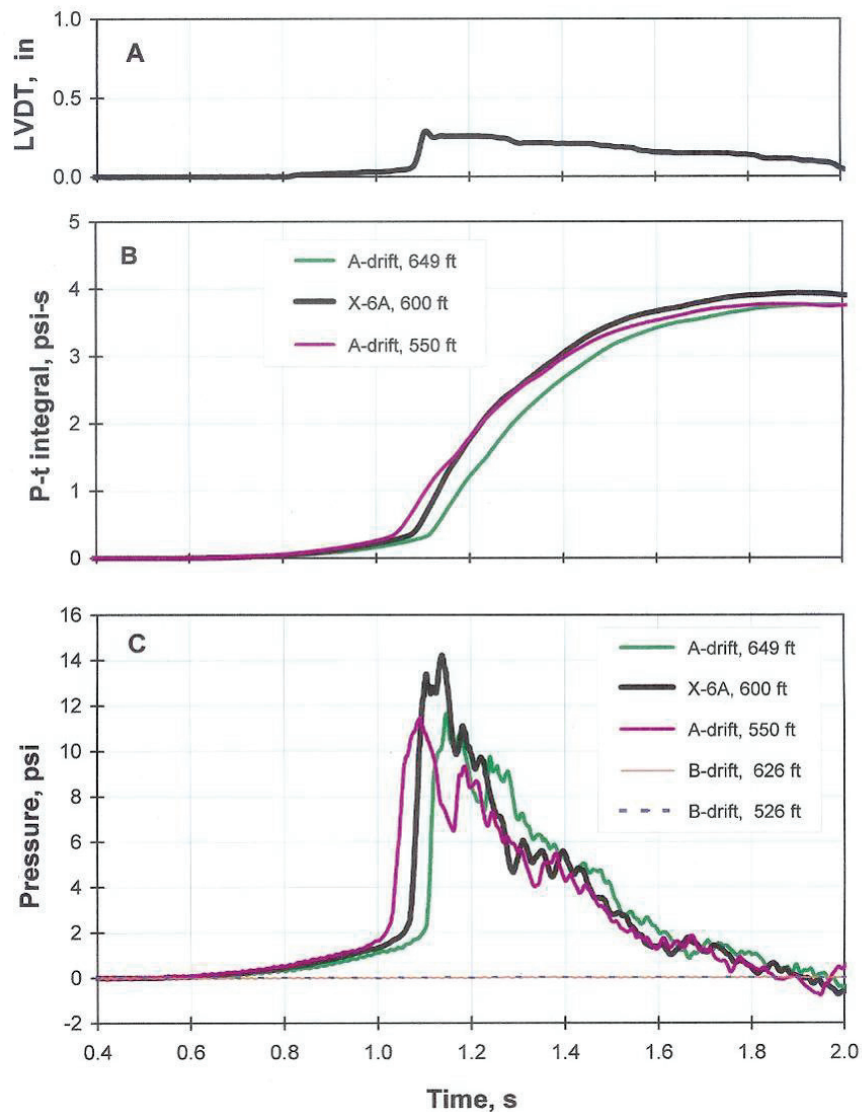 A
LVDT, in
1.0
0.5
0.0
B
P-t integral, psi-s
5
4
3
2
1
0
A-drift, 649 ft
X-6A, 600 ft
A-drift, 550 ft
C
Pressure, psi
16
14
12
10
8
6
4
2
0
-2
A-drift, 649 ft
X-6A, 600 ft
A-drift, 550 ft
B-drift, 626 ft
B-drift, 526 ft
0.4 0.6 0.8 1.0 1.2 1.4 1.6 1.8 2.0
Time, s